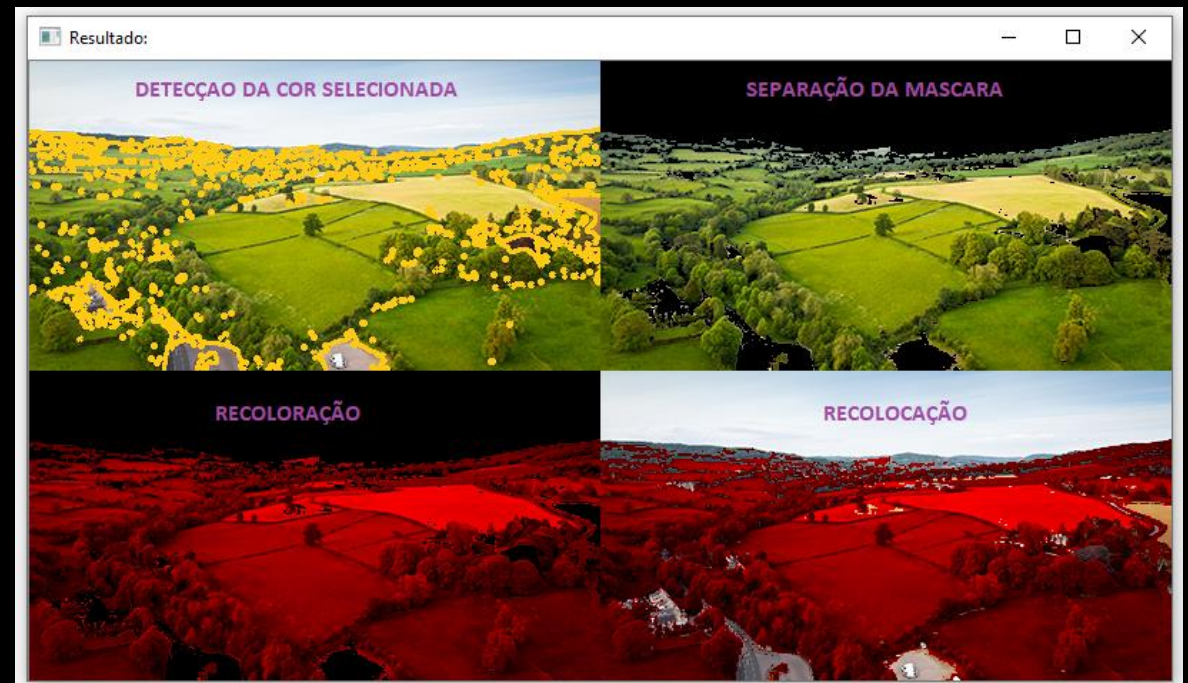 Resultado:
DETECÇAO DA COR SELECIONADA
SEPARAÇÃO DA MASCARA
RECOLORAÇÃO
RECOLOCAÇÃO